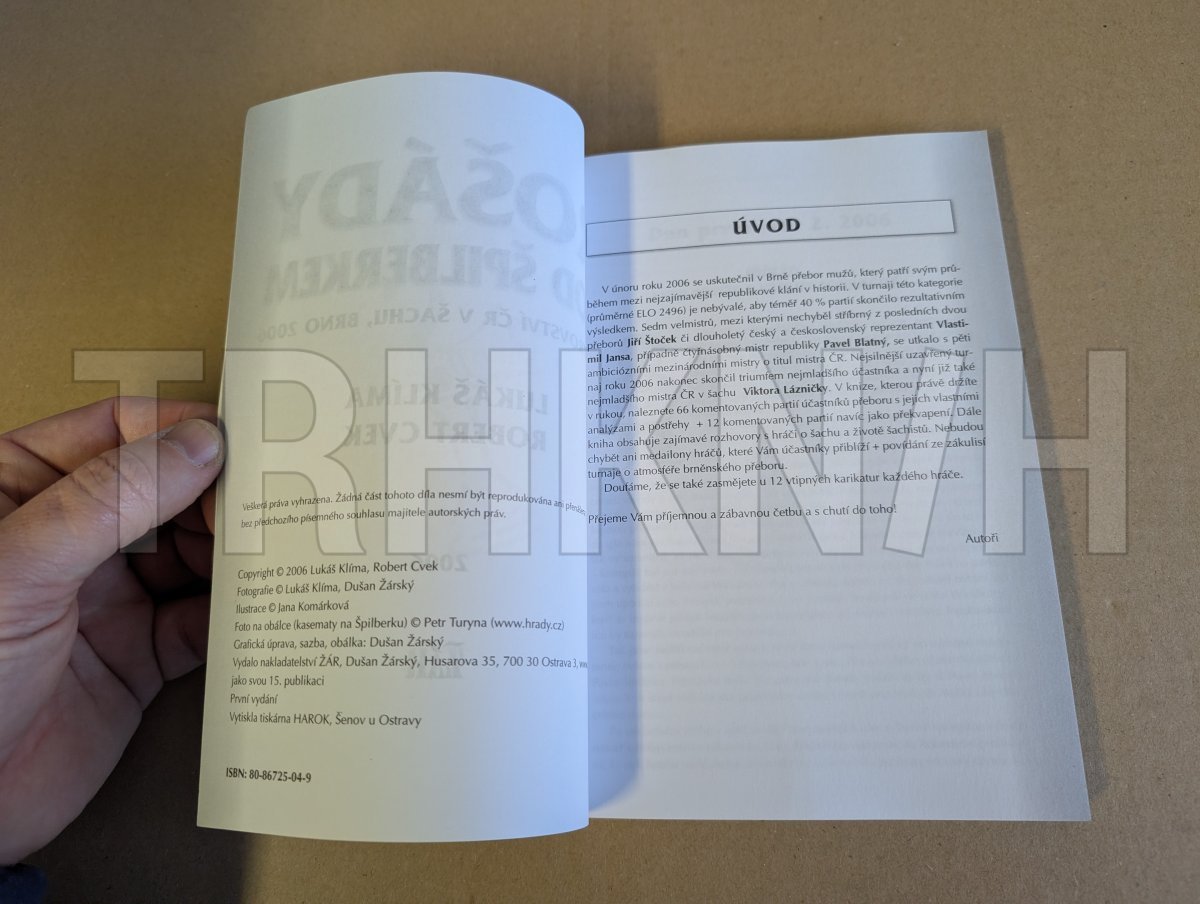 Veškerá práva vyhrazena. Žádná část tohoto díla nesmí být reprodukována ani
bez předchozího písemného souhlasu majitele autorských práv.
Copyright © 2006 Lukáš Klíma, Robert Cvek
Fotografie © Lukáš Klíma, Dušan Žárský
Ilustrace © Jana Komárková
Foto na obálce (kasematy na Špilberku) © Petr Turyna (www.hrady.cz)
Grafická úprava, sazba, obálka: Dušan Žárský
Vydalo nakladatelství ŽÁR, Dušan Žárský, Husarova 35, 700 30 Ostrava 3,
jako svou 15. publikaci
První vydání
Vytiskla tiskárna HAROK, Šenov u Ostravy
ISBN: 80-86725-04-9
ÚVOD
V únoru roku 2006 se uskutečnil v Brně přebor mužů, který patří svým prů-
během mezi nejzajímavější republikové klání v historii. V turnaji této kategorie
(průměrné ELO 2496) je nebývalé, aby téměř 40 % partií skončilo rezultativním
výsledkem. Sedm velmistrů, mezi kterými nechyběl stříbrný z posledních dvou
přeborů Jiří Štoček či dlouholetý český a československý reprezentant Vlasti-
mil Jansa, případně čtyřnásobný mistr republiky Pavel Blatný, se utkalo s pěti
ambiciózními mezinárodními mistry o titul mistra ČR. Nejsilnější uzavřený tur-
naj roku 2006 nakonec skončil triumfem nejmladšího účastníka a nyní již také
nejmladšího mistra ČR v šachu Viktora Lázničky. V knize, kterou právě držíte
v rukou, naleznete 66 komentovaných partií účastníků přeboru s jejich vlastními
analýzami a postřehy + 12 komentovaných partií navíc jako překvapení. Dále
kniha obsahuje zajímavé rozhovory s hráči o šachu a životě šachistů. Nebudou
chybět ani medailony hráčů, které Vám účastníky přiblíží + povídání ze zákulisí
turnaje o atmosféře brněnského přeboru.
Doufáme, že se také zasmějete u 12 vtipných karikatur každého hráče.
Přejeme Vám příjemnou a zábavnou četbu a s chutí do toho!
Autoři
TRHKNIH